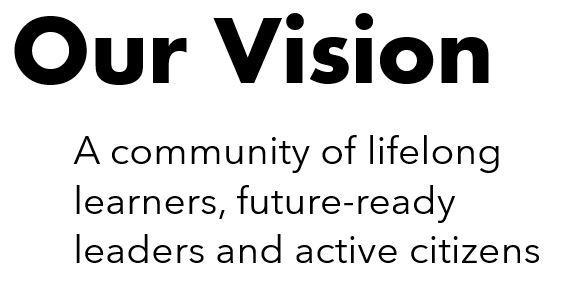 Our Vision
A community of lifelong
learners, future-ready
leaders and active citizens